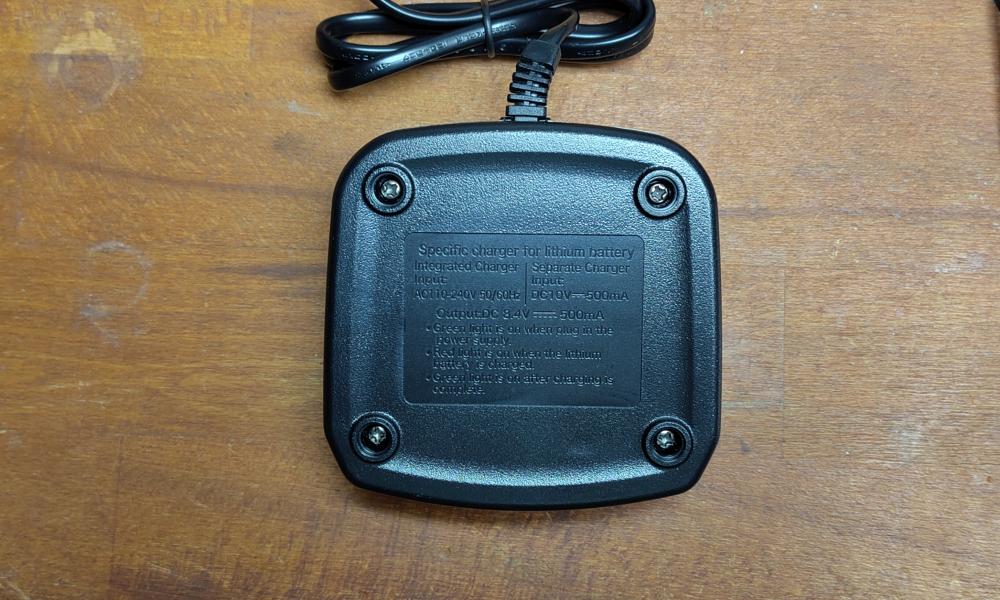 Specific charger for lithium battery
Integrated Charger
Input:
AC110-240V 50/60Hz
Separate Charger
Input:
DC10V⎓500mA
Output:DC 8.4V⎓500mA
•Green light is on when plug in the
power supply.
•Red light is on when the lithium
battery is charged.
•Green light is on after charging is
complete.